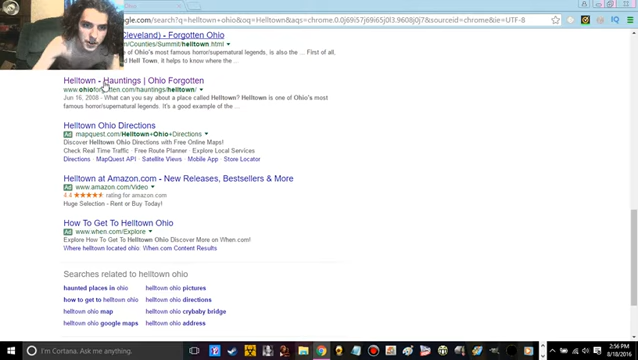 gle.com/search?q=helltown+ohio&oq=Helltown+&aqs=chrome.0.0j69i57j69i65j0l3.9608j0j7&sourceid=chrome&ie=UTF-8
Cleveland) - Forgotten Ohio
/Counties/Summit/helltown.html
of Ohio's most famous horror/supernatural legends, is also the ... First of all,
Hell Town, it helps to know where the ...
Helltown - Hauntings | Ohio Forgotten
www.ohioforgotten.com/hauntings/helltown/
Jun 16, 2008 - What can you say about a place called Helltown? Helltown is one of Ohio's most
famous horror/supernatural legends. It's a good example of the ...
Helltown Ohio Directions
Ad mapquest.com/Helltown+Ohio+Directions
Discover Helltown Ohio Directions with Free Online Maps!
Check Real Time Traffic · Free Route Planner · Explore Local Services
Directions · MapQuest API · Satellite Views · Mobile App · Store Locator
Helltown at Amazon.com - New Releases, Bestsellers & More
Ad www.amazon.com/video
4.4 rating for amazon.com
Huge Selection - Rent or Buy Today!
How To Get To Helltown Ohio
Ad www.when.com/Explore
Explore How To Get To Helltown Ohio Discover More on When.com!
Where helltown located ohio · When.com Content Results
Searches related to helltown ohio
haunted places in ohio helltown ohio pictures
how to get to helltown ohio helltown ohio directions
helltown ohio map helltown ohio crybaby bridge
helltown ohio google maps helltown ohio address
I'm Cortana. Ask me anything.
2:56 PM
8/18/2016